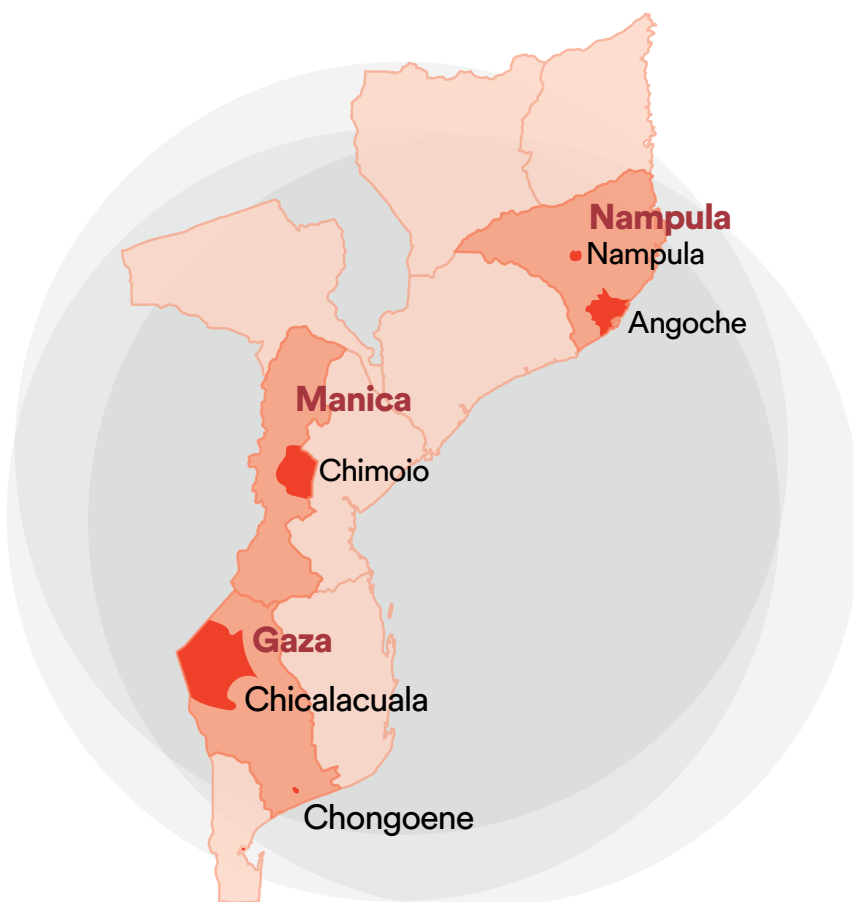 Nampula
Nampula
Angoche
Manica
Chimoio
Gaza
Chicalacuala
Chongoene